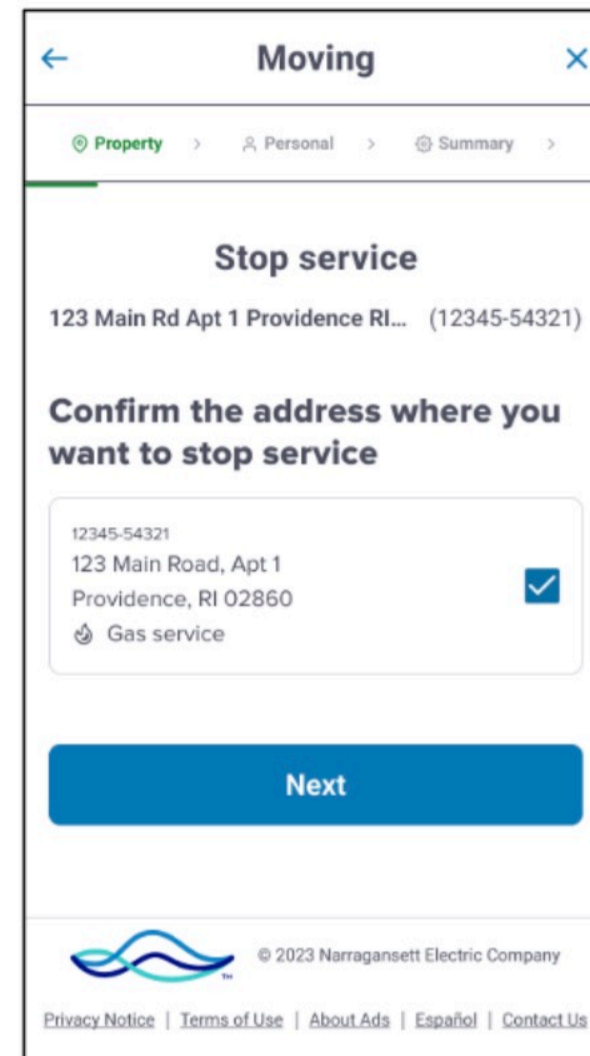 Moving
Property > Personal > Summary >
Stop service
123 Main Rd Apt 1 Providence RI... (12345-54321)
Confirm the address where you
want to stop service
12345-54321
123 Main Road, Apt 1
Providence, RI 02860
Gas service
Next
TM © 2023 Narragansett Electric Company
Privacy Notice | Terms of Use | About Ads | Español | Contact Us